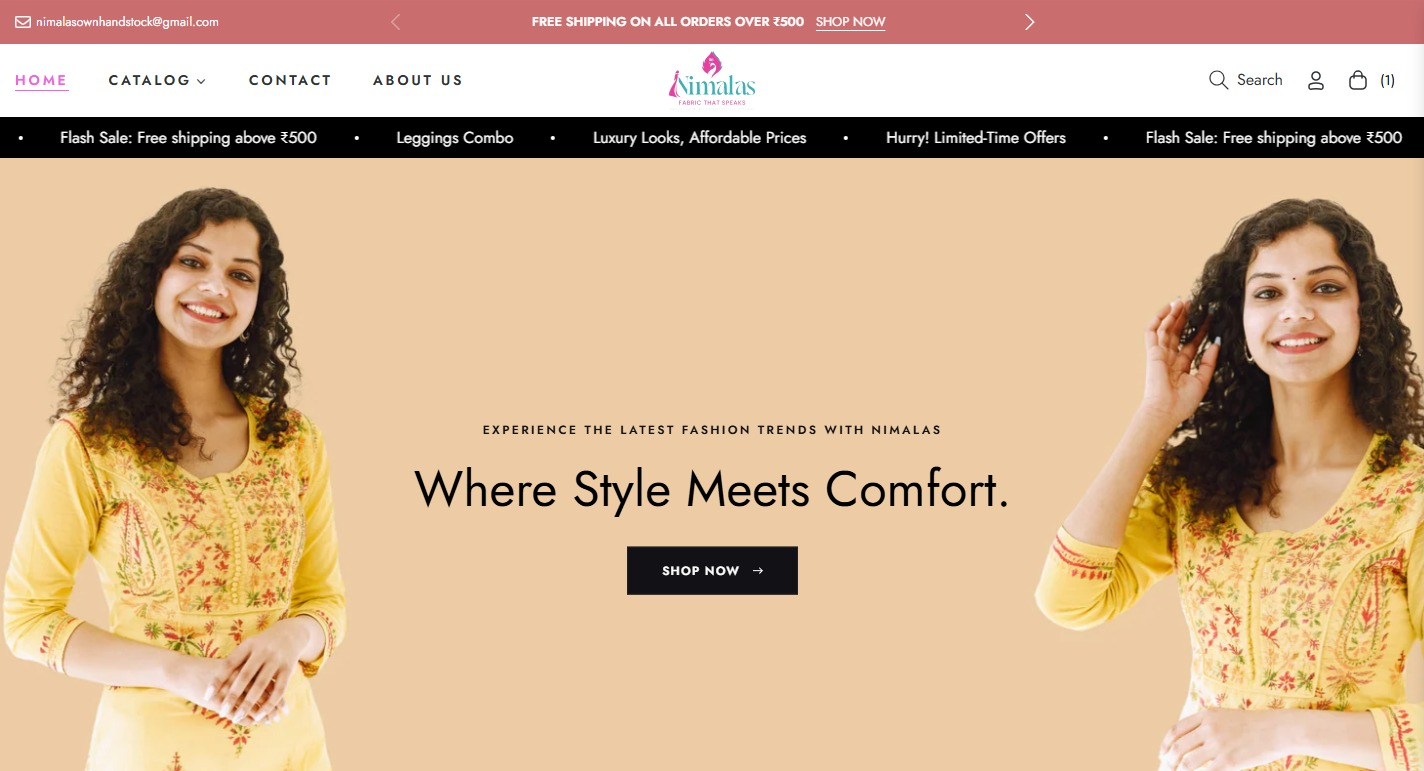 nimalasownhandstock@gmail.com
FREE SHIPPING ON ALL ORDERS OVER ₹500 SHOP NOW
HOME CATALOG CONTACT ABOUT US
Nimalas
FABRIC THAT SPEAKS
Search (1)
• Flash Sale: Free shipping above ₹500 • Leggings Combo • Luxury Looks, Affordable Prices • Hurry! Limited-Time Offers • Flash Sale: Free shipping above ₹500
EXPERIENCE THE LATEST FASHION TRENDS WITH NIMALAS
Where Style Meets Comfort.
SHOP NOW →